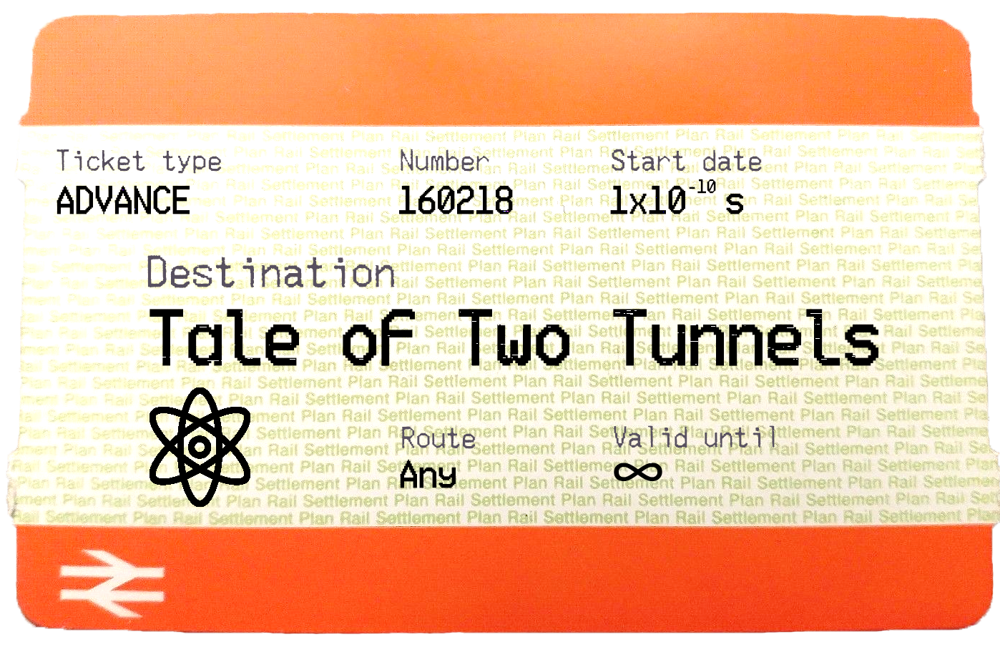 Ticket type Number Start date
ADVANCE 160218 1x10⁻¹⁰ s
Destination
Tale of Two Tunnels
Route Valid until
Any ∞